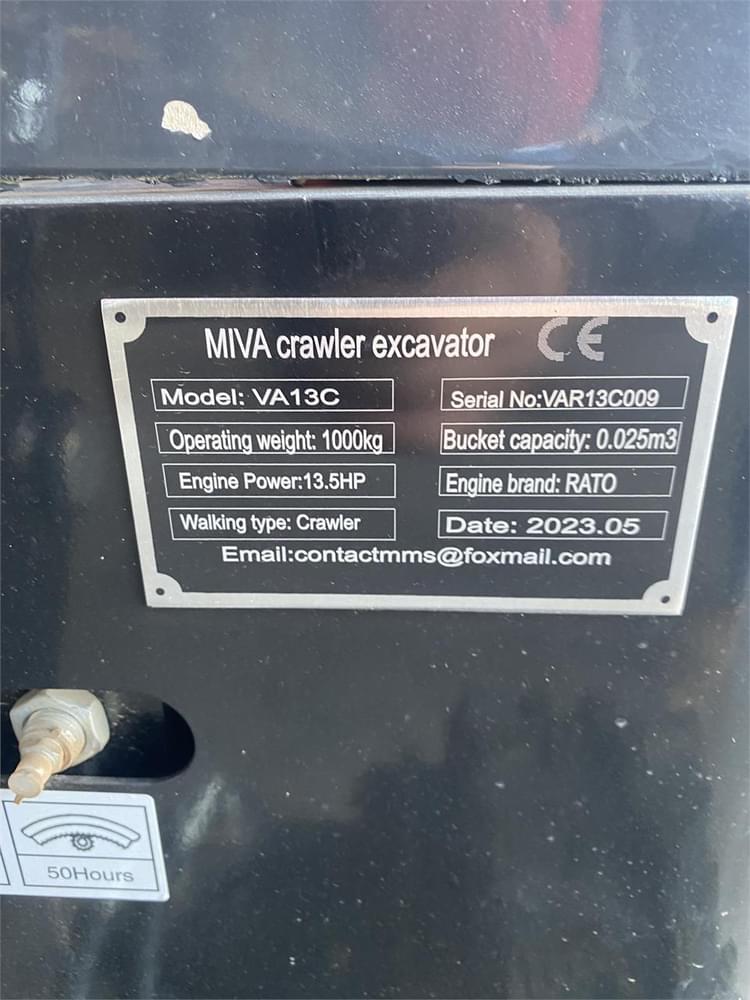 MIVA crawler excavator CE
Model: VA13C
Serial No:VAR13C009
Operating weight: 1000kg
Bucket capacity: 0.025m3
Engine Power:13.5HP
Engine brand: RATO
Walking type: Crawler
Date: 2023.05
Email:contactmms@foxmail.com
50Hours